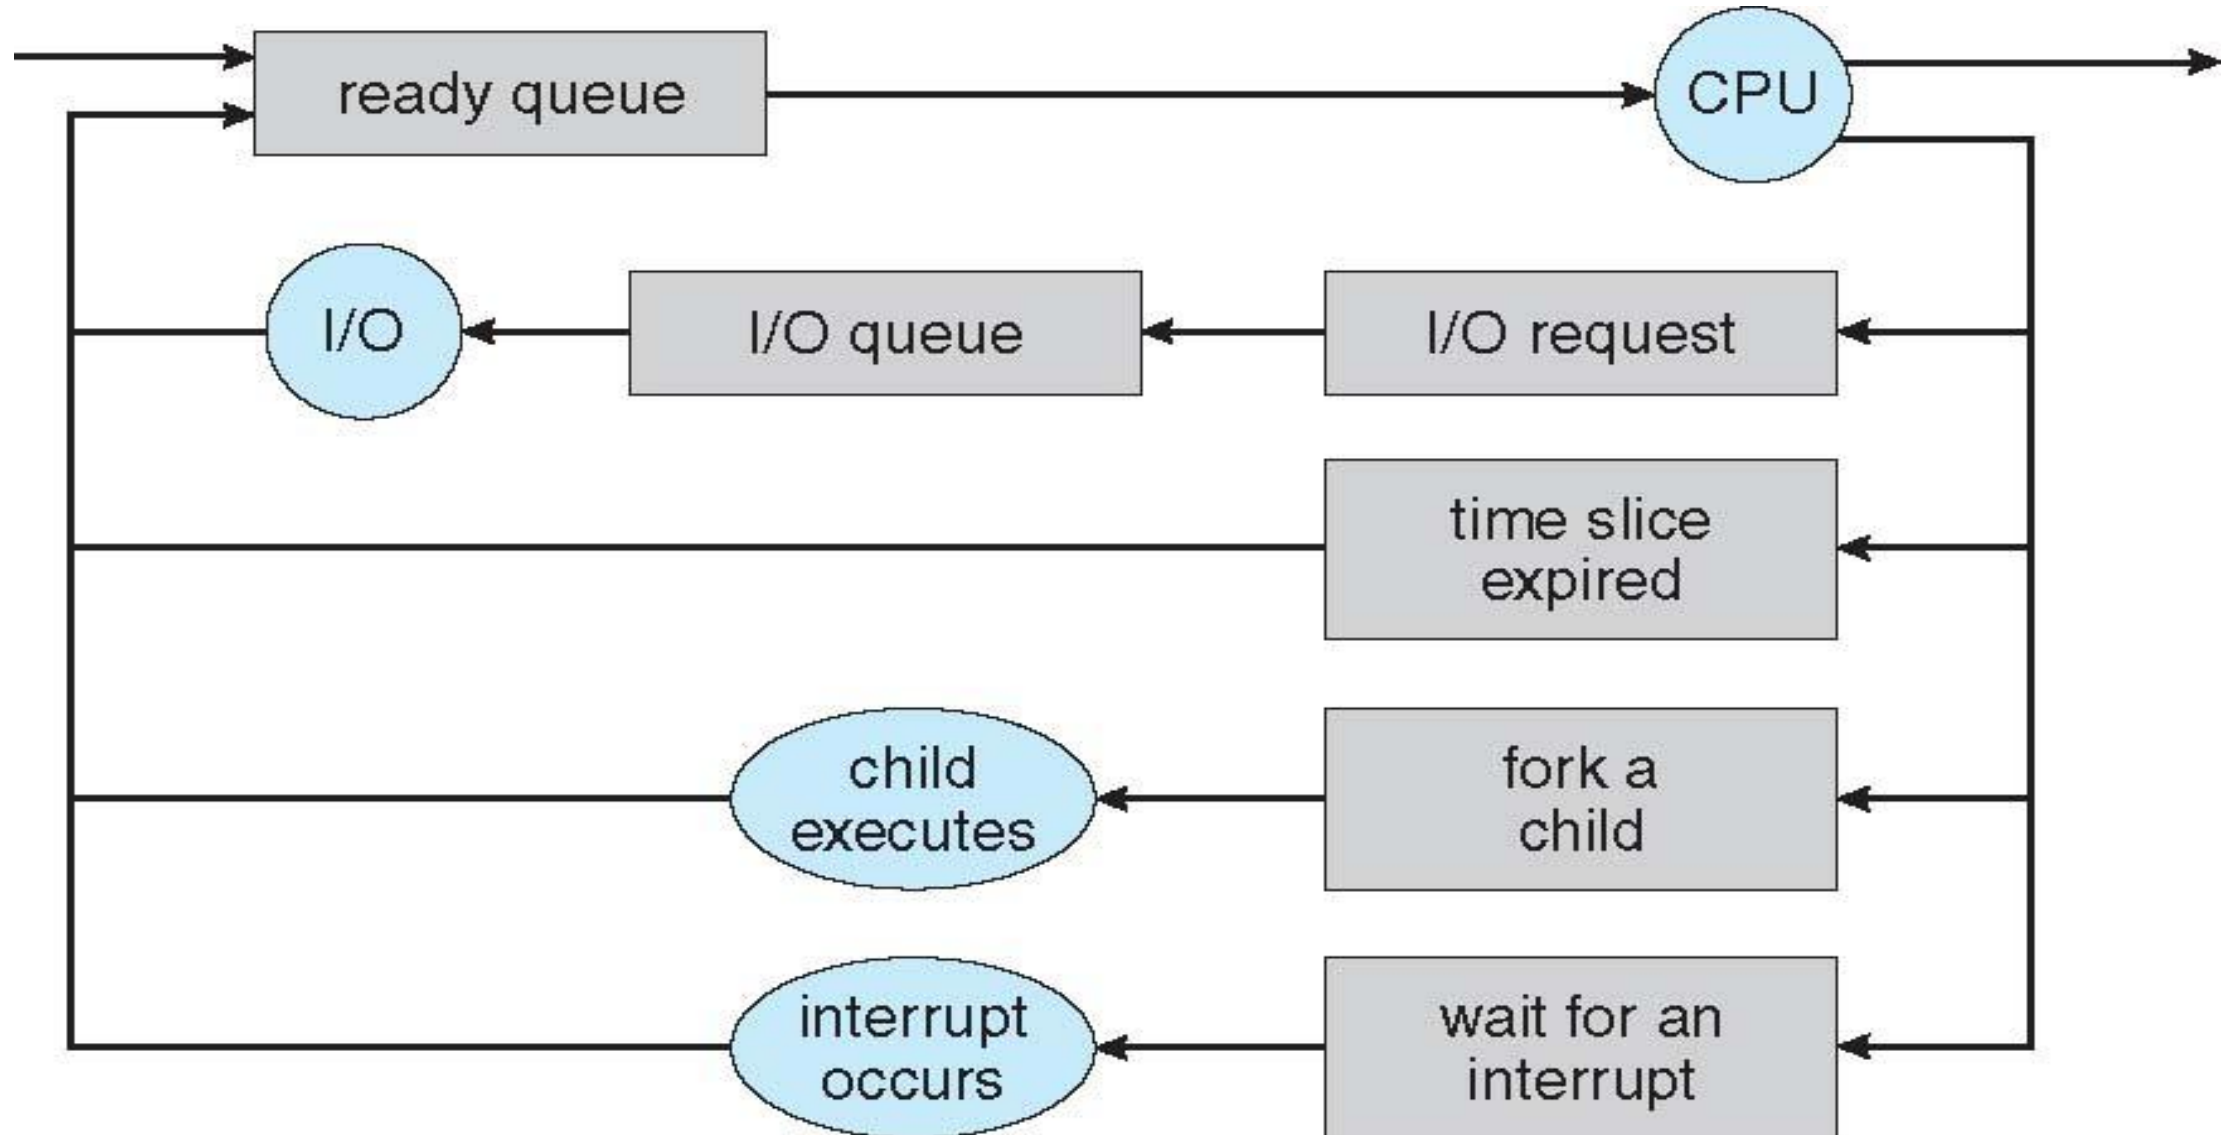 ready queue
CPU
I/O
I/O queue
I/O request
time slice
expired
child
executes
fork a
child
interrupt
occurs
wait for an
interrupt